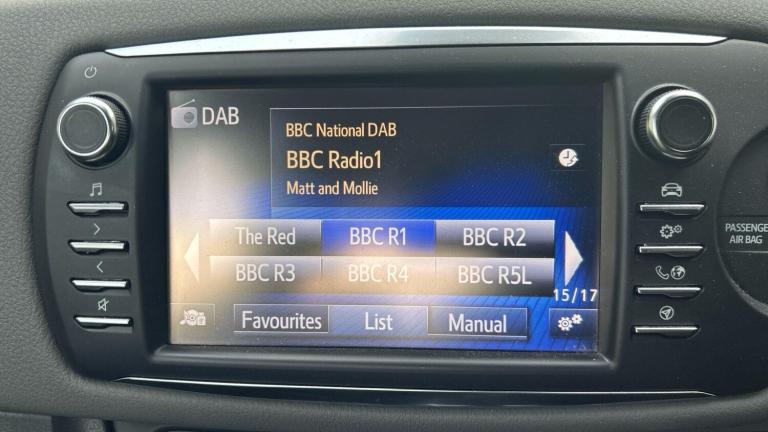 DAB
BBC National DAB
BBC Radio1
Matt and Mollie
The Red BBC R1 BBC R2
BBC R3 BBC R4 BBC R5L
15/17
Favourites List Manual
PASSENGE
AIR BAG